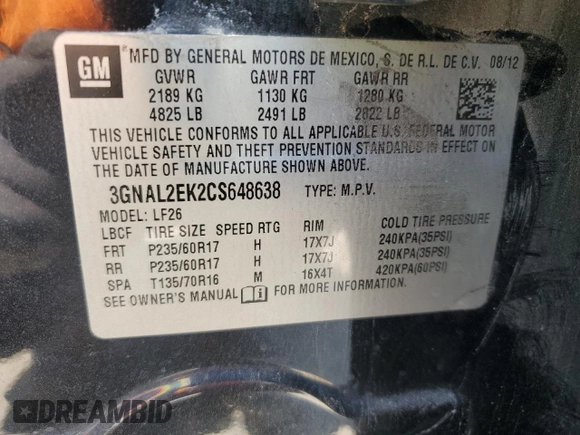 GM
MFD BY GENERAL MOTORS DE MEXICO, S. DE R.L. DE C.V. 08/12
GVWR GAWR FRT GAWR RR
2189 KG 1130 KG 1280 KG
4825 LB 2491 LB 2822 LB
THIS VEHICLE CONFORMS TO ALL APPLICABLE U.S. FEDERAL MOTOR
VEHICLE SAFETY AND THEFT PREVENTION STANDARDS IN EFFECT ON
THE DATE OF MANUFACTURE SHOWN ABOVE.
3GNAL2EK2CS648638 TYPE: M.P.V.
MODEL: LF26
LBCF TIRE SIZE SPEED RTG RIM COLD TIRE PRESSURE
FRT P235/60R17 H 17X7J 240KPA(35PSI)
RR P235/60R17 H 17X7J 240KPA(35PSI)
SPA T135/70R16 M 16X4T 420KPA(60PSI)
SEE OWNER'S MANUAL FOR MORE INFORMATION.
DREAMBID